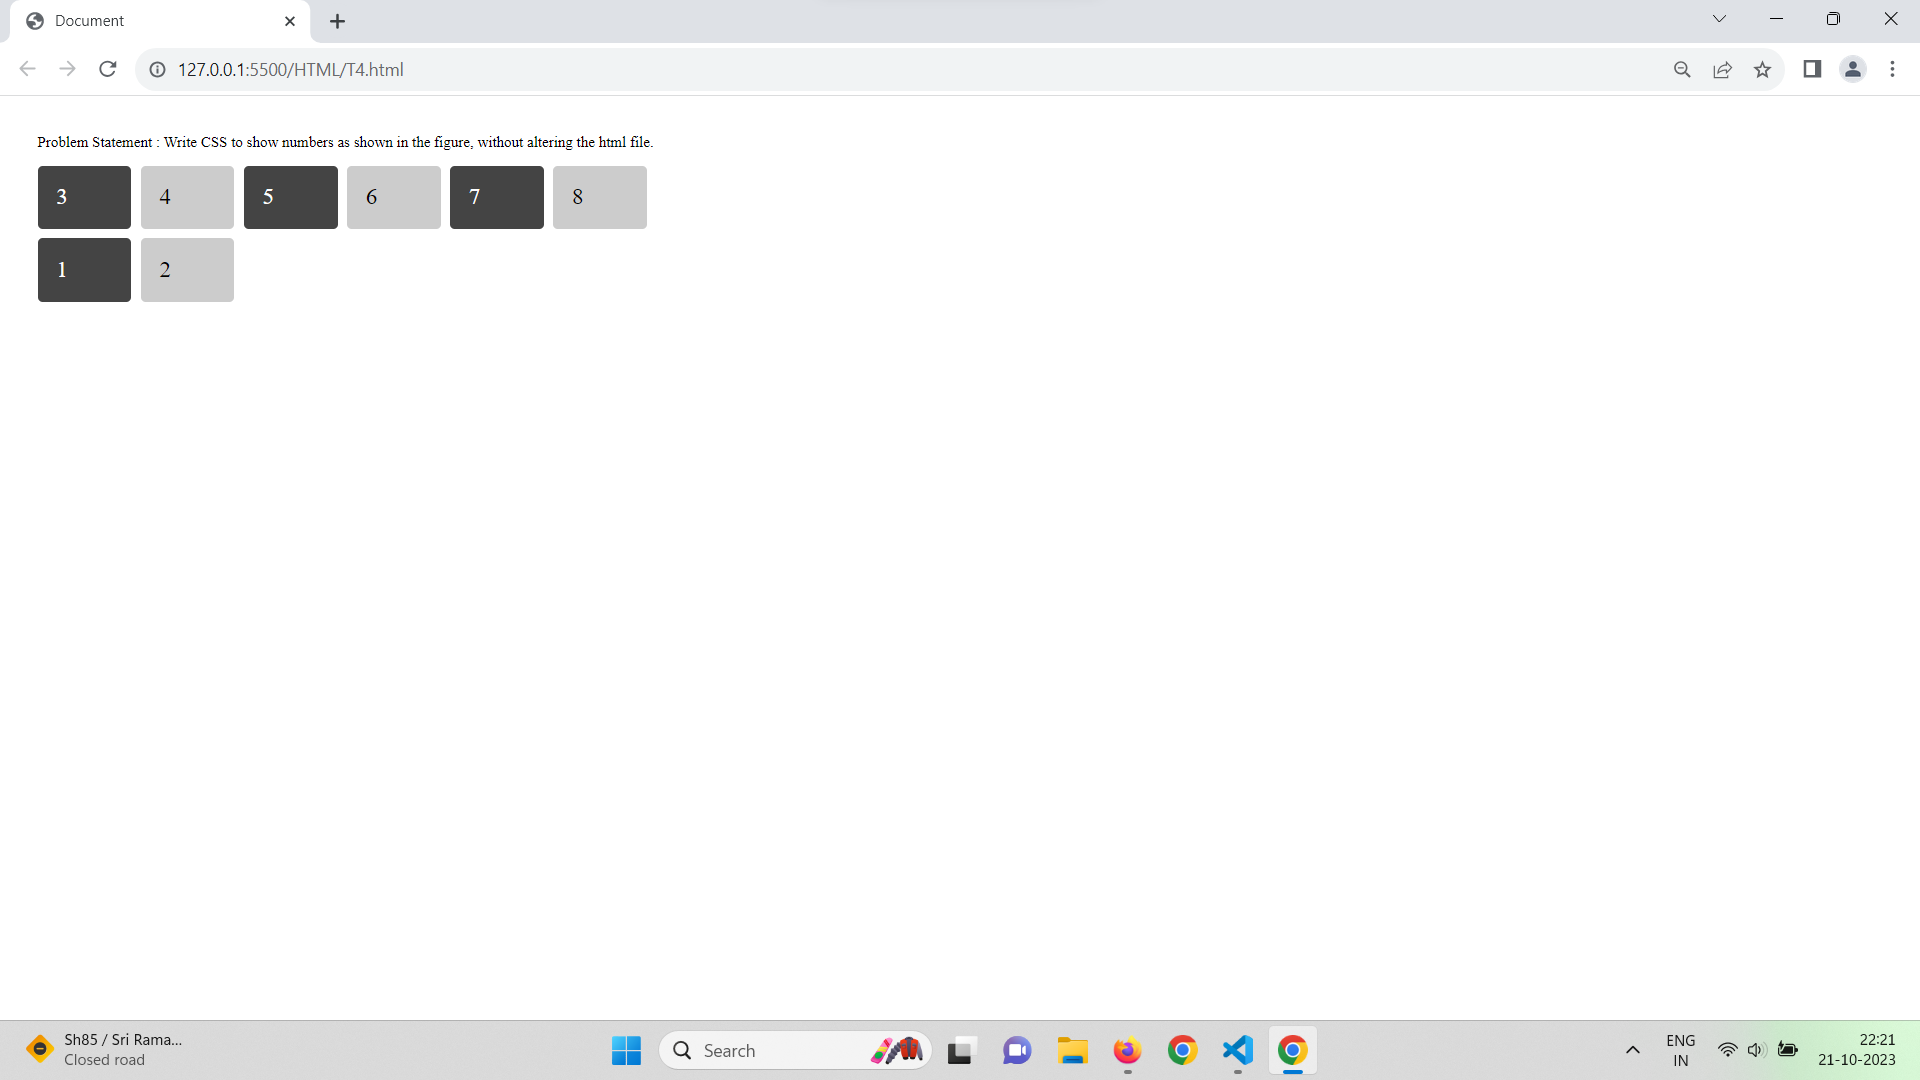 Document
127.0.0.1:5500/HTML/T4.html
Problem Statement : Write CSS to show numbers as shown in the figure, without altering the html file.
3 4 5 6 7 8
1 2
Sh85 / Sri Rama...
Closed road
Search
ENG
IN
22:21
21-10-2023